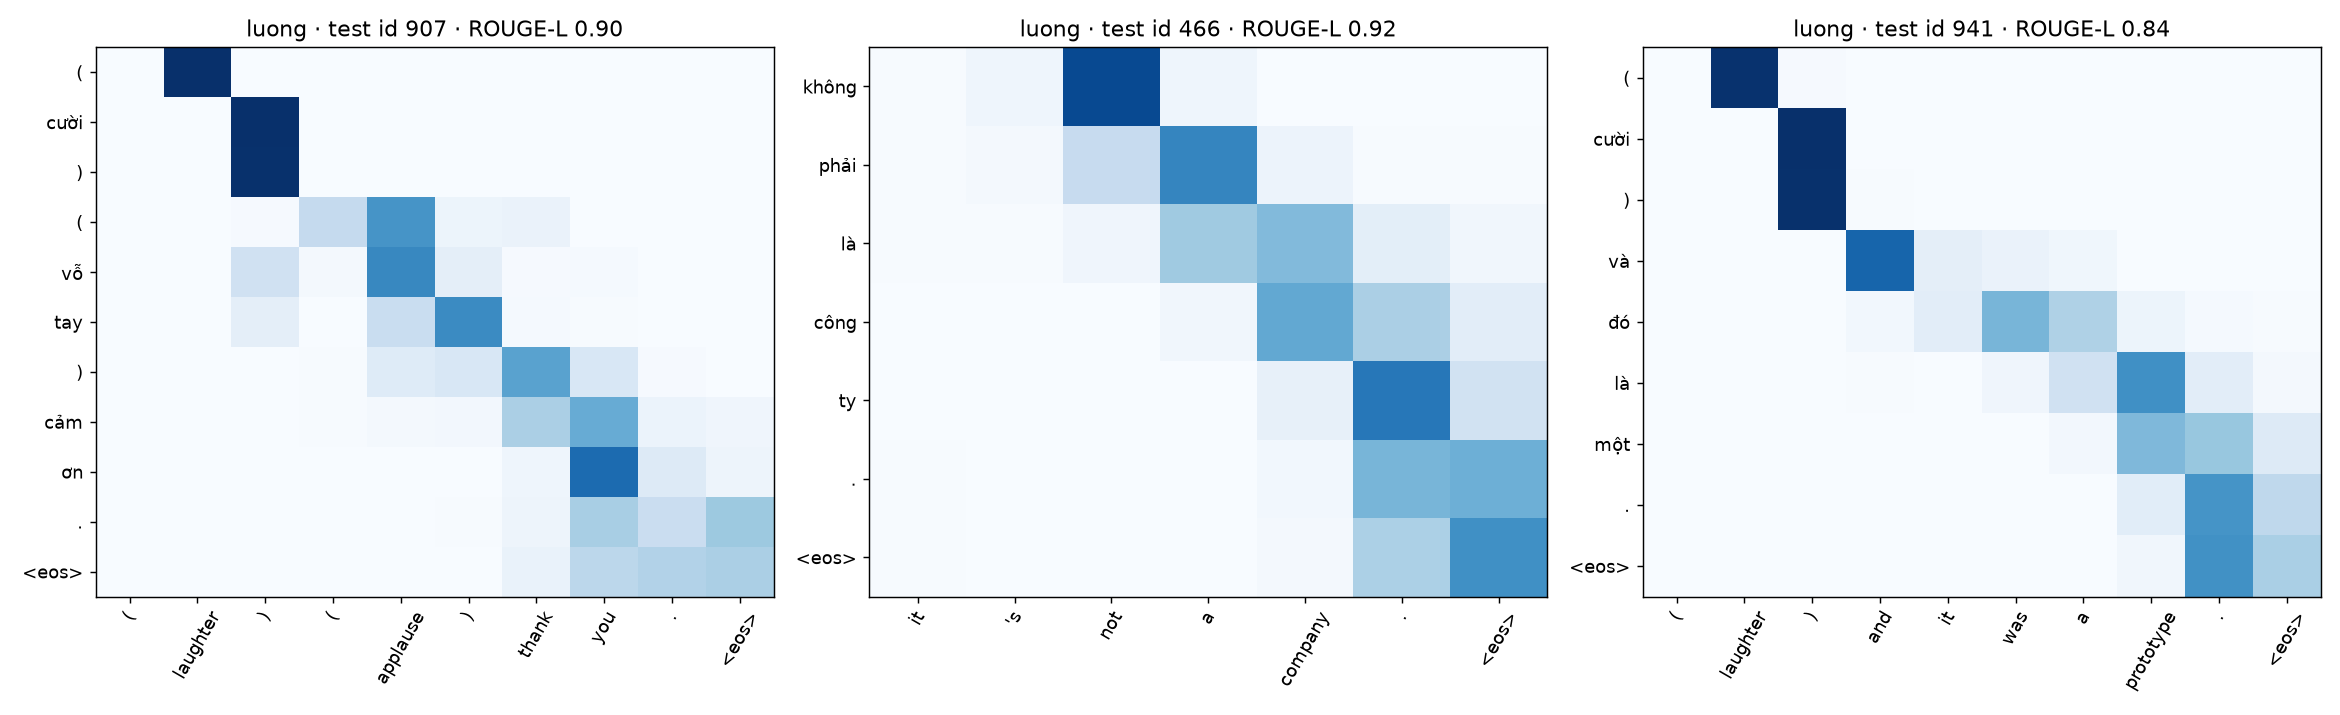 luong · test id 907 · ROUGE-L 0.90
(
cười
)
(
vỗ
tay
)
cảm
ơn
.
<eos>
( laughter ) ( applause ) thank you . <eos>
luong · test id 466 · ROUGE-L 0.92
không
phải
là
công
ty
.
<eos>
it 's not a company . <eos>
luong · test id 941 · ROUGE-L 0.84
(
cười
)
và
đó
là
một
.
<eos>
( laughter ) and it was a prototype . <eos>